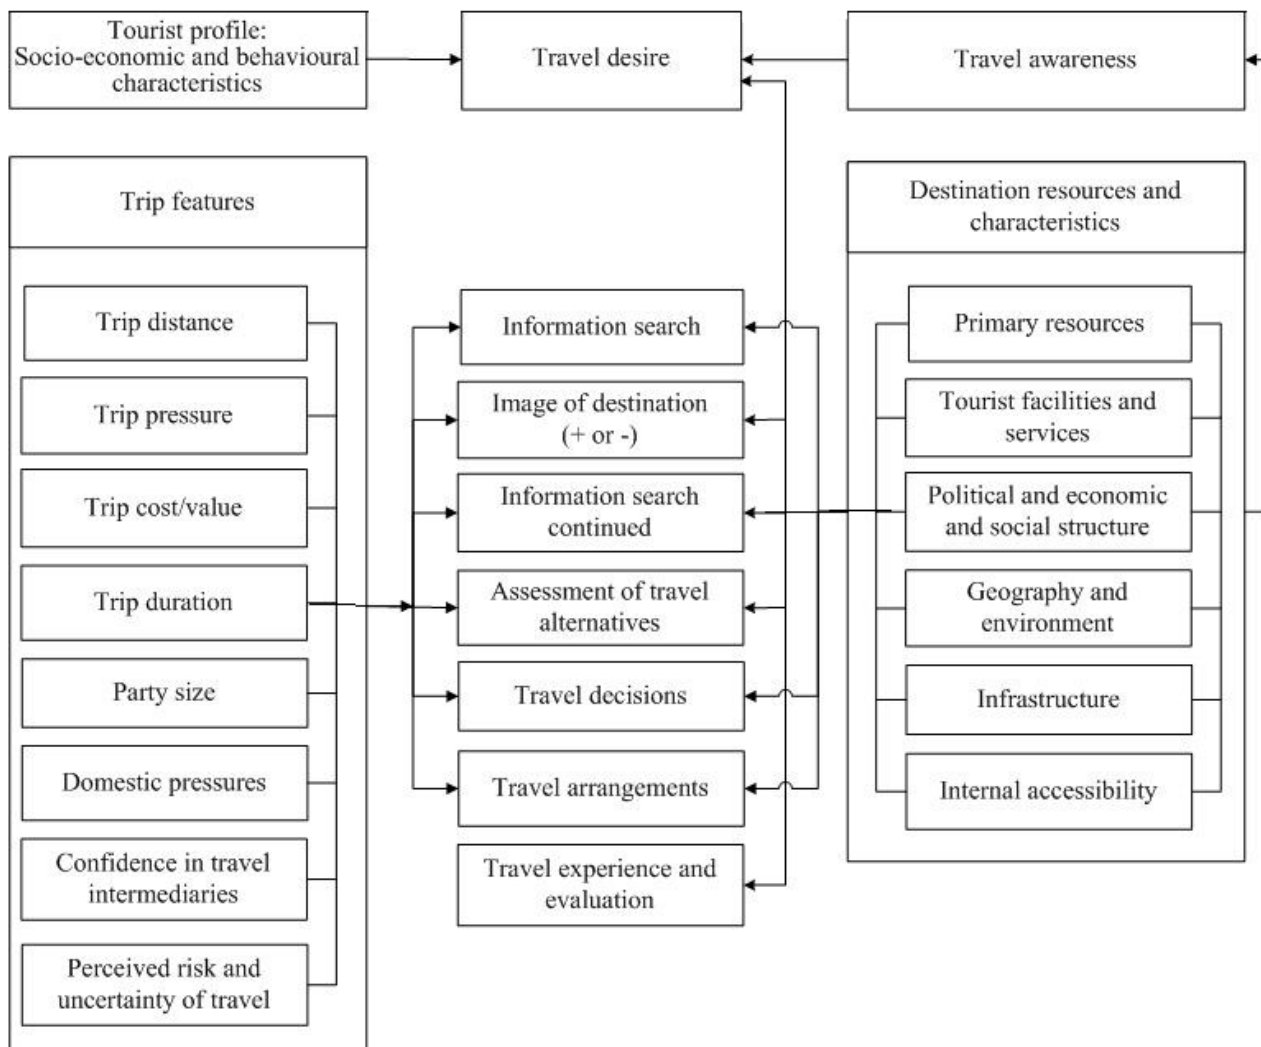 Tourist profile:
Socio-economic and behavioural
characteristics
Travel desire
Travel awareness
Trip features
Trip distance
Trip pressure
Trip cost/value
Trip duration
Party size
Domestic pressures
Confidence in travel
intermediaries
Perceived risk and
uncertainty of travel
Information search
Image of destination
(+ or -)
Information search
continued
Assessment of travel
alternatives
Travel decisions
Travel arrangements
Travel experience and
evaluation
Destination resources and
characteristics
Primary resources
Tourist facilities and
services
Political and economic
and social structure
Geography and
environment
Infrastructure
Internal accessibility